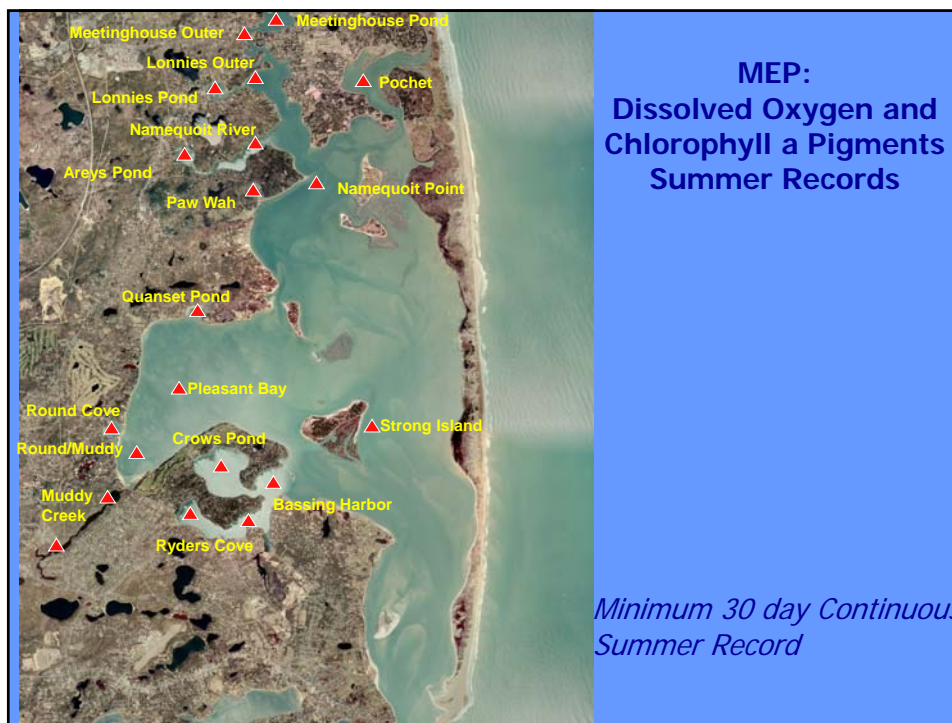 Meetinghouse Pond
Meetinghouse Outer
Lonnies Outer
Pochet
Lonnies Pond
Namequoit River
Areys Pond
Namequoit Point
Paw Wah
Quanset Pond
Pleasant Bay
Round Cove
Strong Island
Crows Pond
Round/Muddy
Muddy
Creek
Bassing Harbor
Ryders Cove
MEP:
Dissolved Oxygen and
Chlorophyll a Pigments
Summer Records
Minimum 30 day Continuous
Summer Record